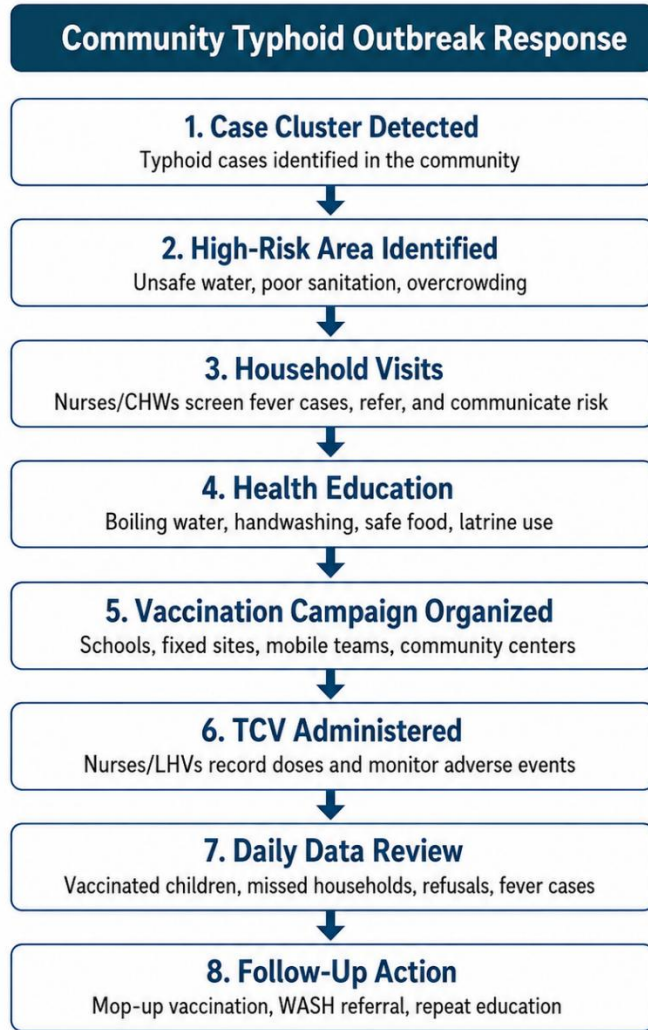 Community Typhoid Outbreak Response
1. Case Cluster Detected
Typhoid cases identified in the community
2. High-Risk Area Identified
Unsafe water, poor sanitation, overcrowding
3. Household Visits
Nurses/CHWs screen fever cases, refer, and communicate risk
4. Health Education
Boiling water, handwashing, safe food, latrine use
5. Vaccination Campaign Organized
Schools, fixed sites, mobile teams, community centers
6. TCV Administered
Nurses/LHVs record doses and monitor adverse events
7. Daily Data Review
Vaccinated children, missed households, refusals, fever cases
8. Follow-Up Action
Mop-up vaccination, WASH referral, repeat education